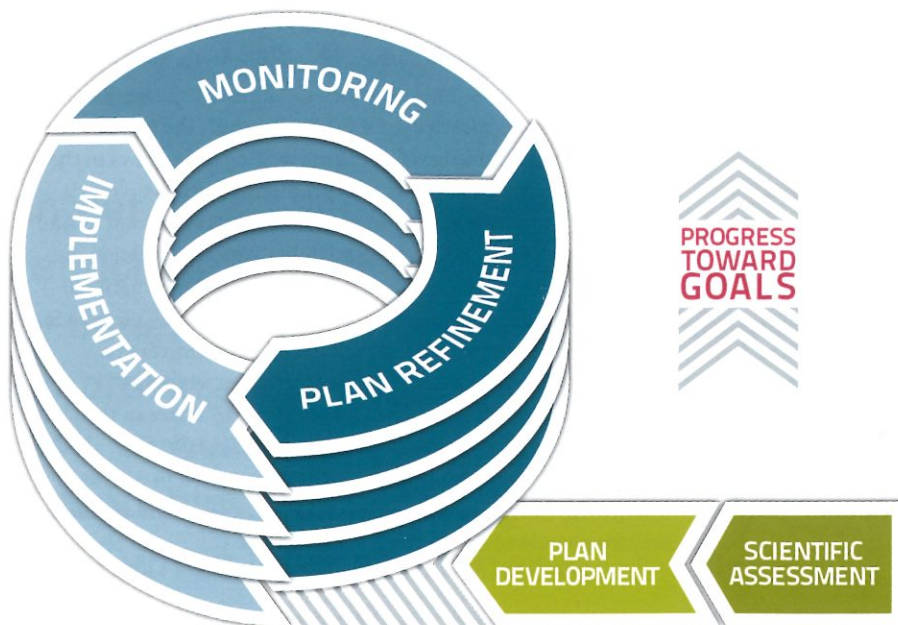 MONITORING
IMPLEMENTATION
PLAN REFINEMENT
PROGRESS
TOWARD
GOALS
PLAN
DEVELOPMENT
SCIENTIFIC
ASSESSMENT